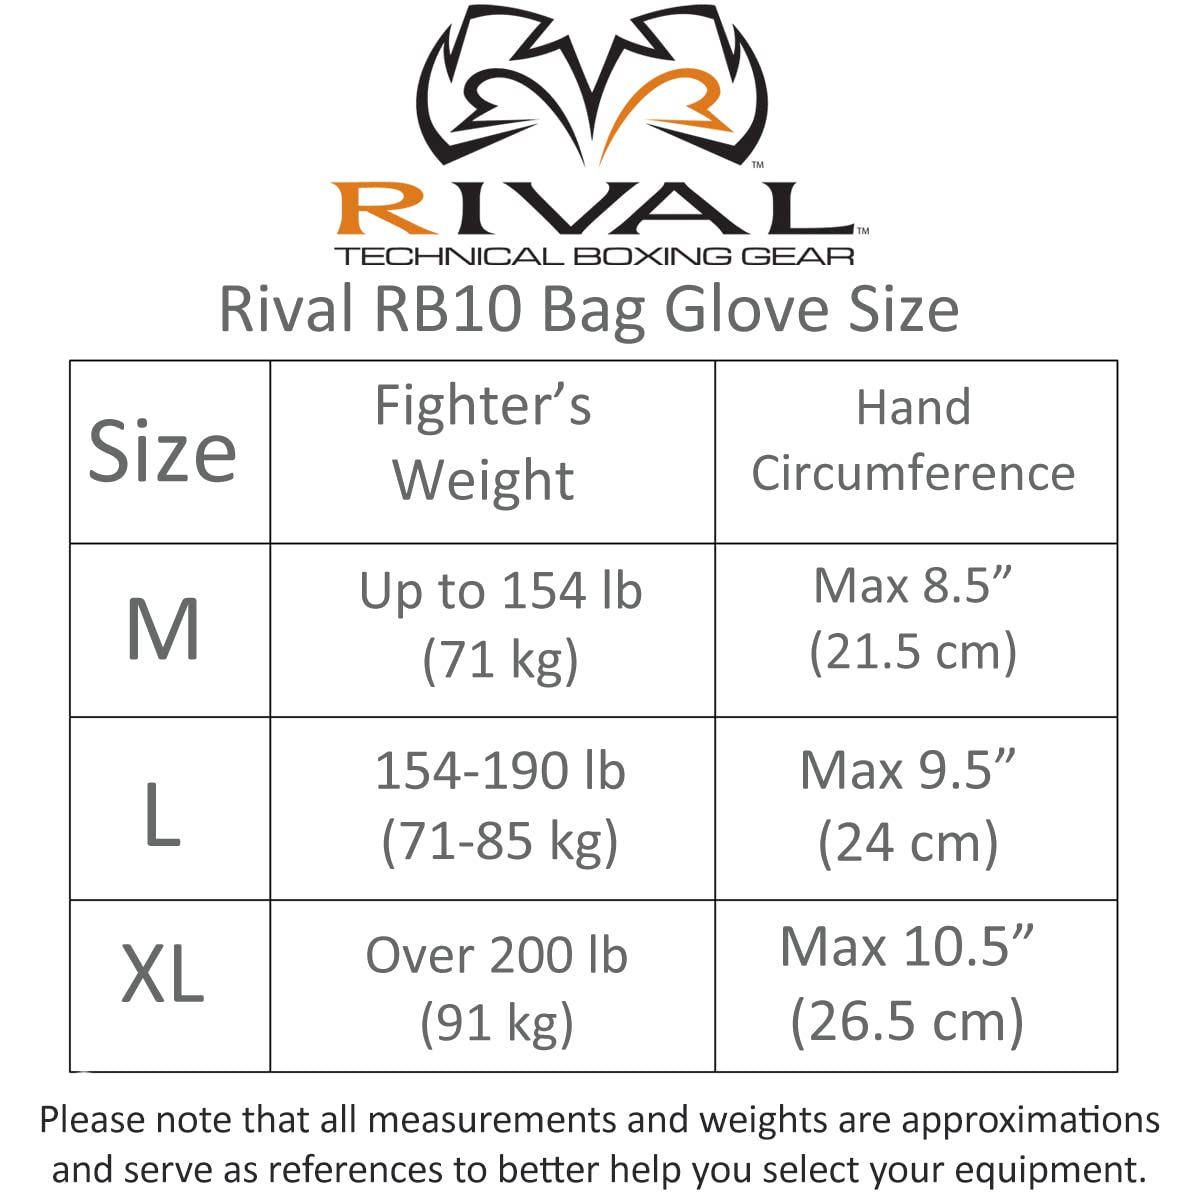 ™
RIVAL™
TECHNICAL BOXING GEAR
Rival RB10 Bag Glove Size
Size
Fighter’s
Weight
Hand
Circumference
M
Up to 154 lb
(71 kg)
Max 8.5”
(21.5 cm)
L
154-190 lb
(71-85 kg)
Max 9.5”
(24 cm)
XL
Over 200 lb
(91 kg)
Max 10.5”
(26.5 cm)
Please note that all measurements and weights are approximations
and serve as references to better help you select your equipment.